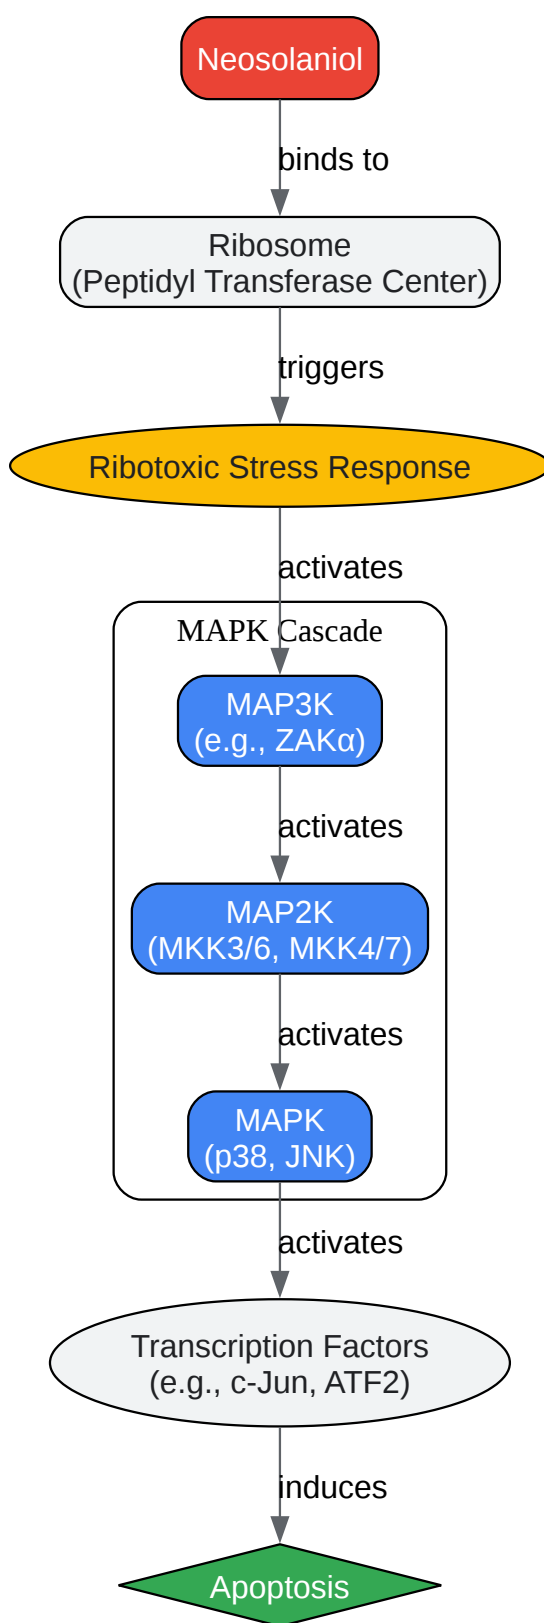 Neosolaniol
binds to
Ribosome
(Peptidyl Transferase Center)
triggers
Ribotoxic Stress Response
activates
MAPK Cascade
MAP3K
(e.g., ZAKα)
activates
MAP2K
(MKK3/6, MKK4/7)
activates
MAPK
(p38, JNK)
activates
Transcription Factors
(e.g., c-Jun, ATF2)
induces
Apoptosis